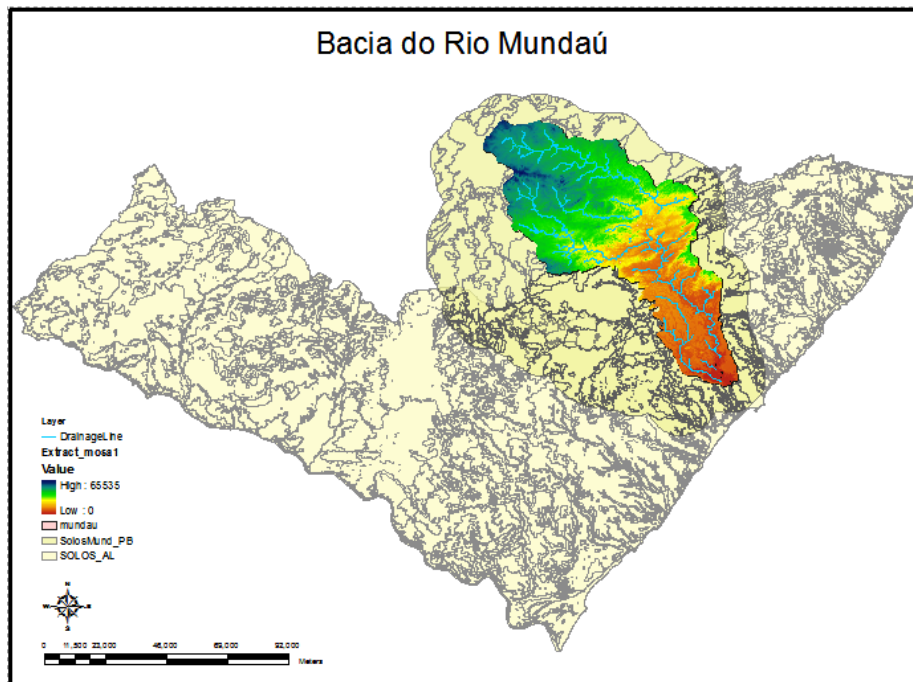 Bacia do Rio Mundaú
Layer
DrainageLine
Extract_mosa1
Value
High : 65535
Low : 0
mundau
SolosMund_PB
SOLOS_AL
N
W E
S
0 11,500 23,000 46,000 69,000 92,000
Meters